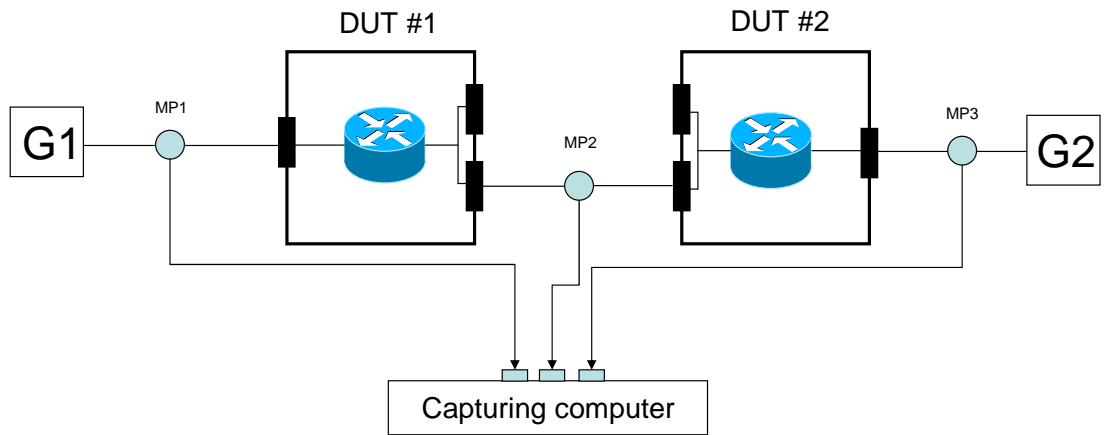 DUT #1
DUT #2
MP1
MP3
G1
MP2
G2
Capturing computer